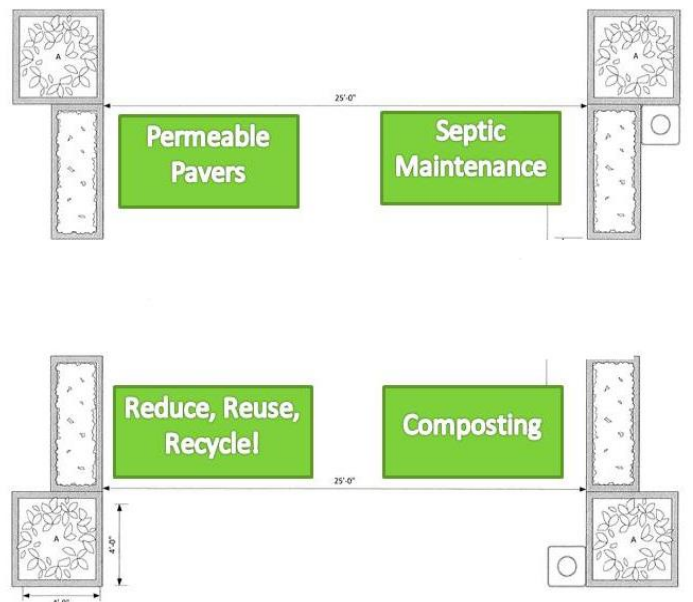 A
A
25'-0"
Permeable
Pavers
Septic
Maintenance
Reduce, Reuse,
Recycle!
Composting
25'-0"
A
4'-0"
A